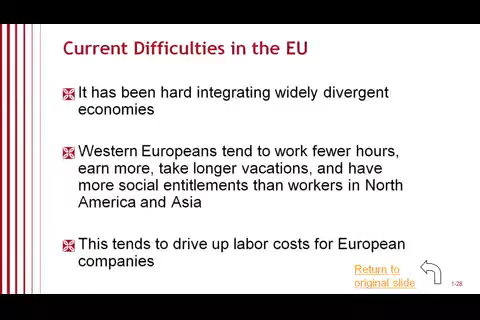 Current Difficulties in the EU
It has been hard integrating widely divergent
economies
Western Europeans tend to work fewer hours,
earn more, take longer vacations, and have
more social entitlements than workers in North
America and Asia
This tends to drive up labor costs for European
companies
Return to
original slide
1-28